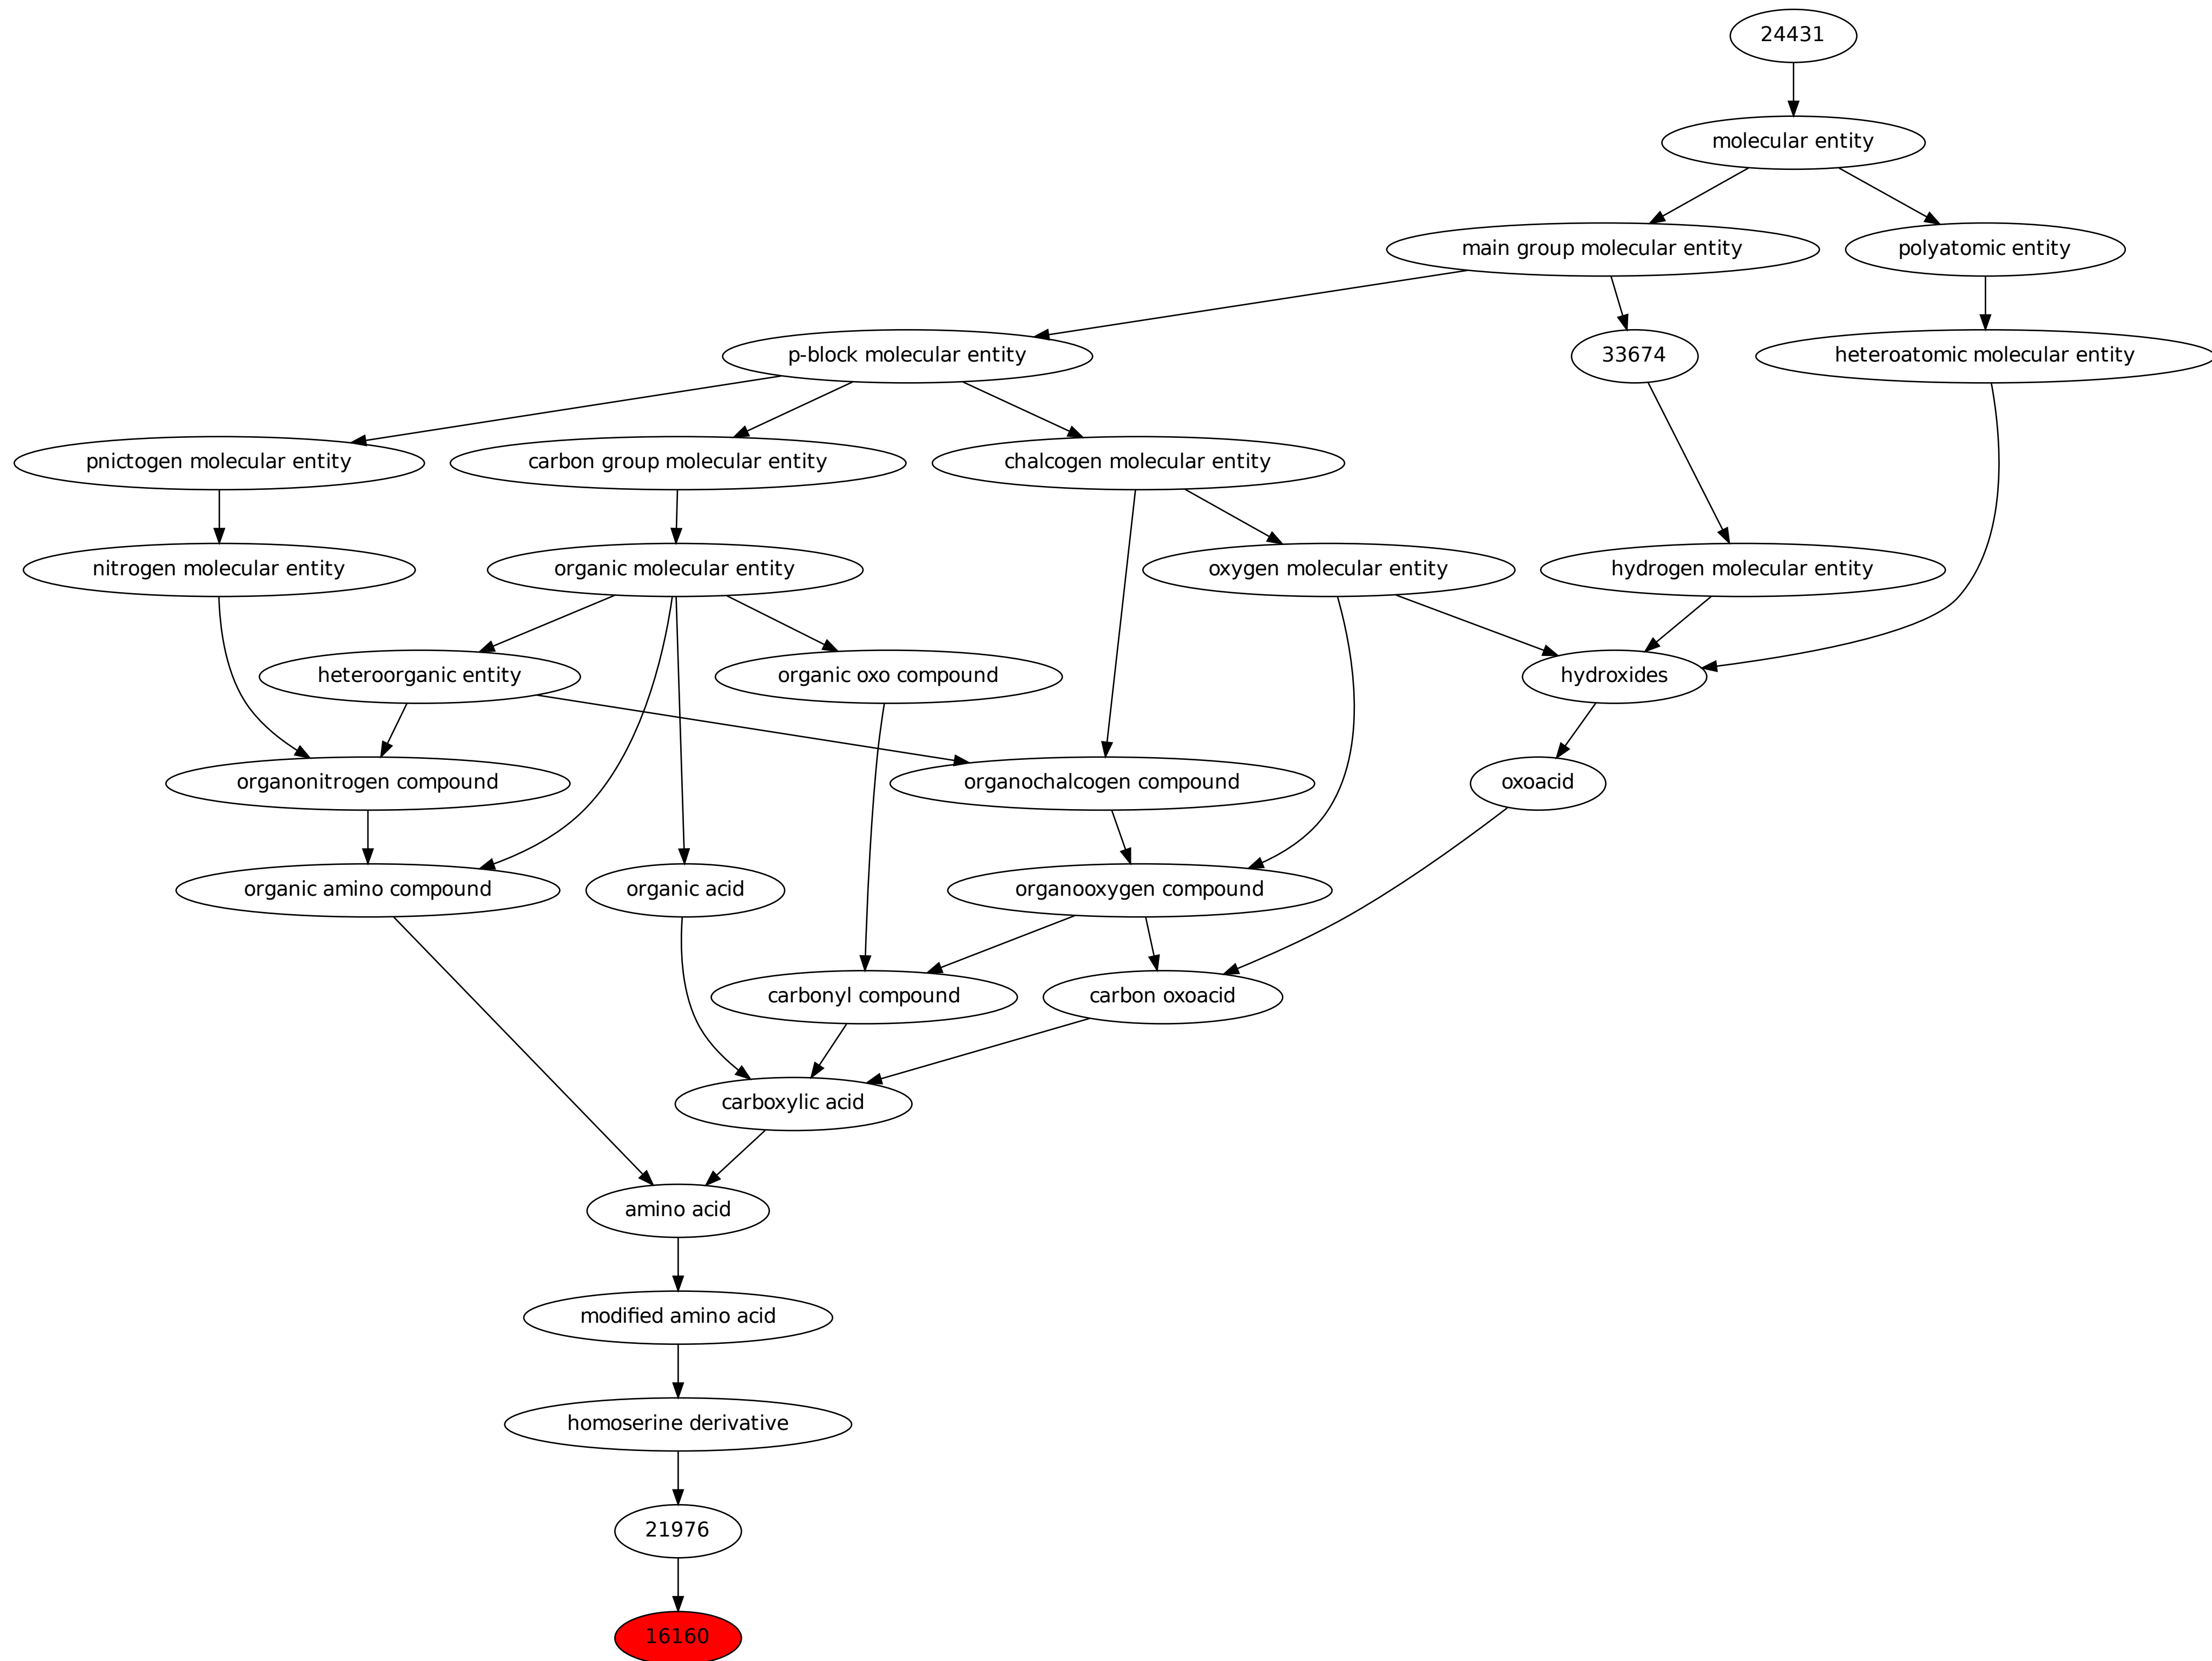 24431
molecular entity
main group molecular entity
polyatomic entity
p-block molecular entity
33674
heteroatomic molecular entity
pnictogen molecular entity
carbon group molecular entity
chalcogen molecular entity
nitrogen molecular entity
organic molecular entity
oxygen molecular entity
hydrogen molecular entity
heteroorganic entity
organic oxo compound
hydroxides
organonitrogen compound
organochalcogen compound
oxoacid
organic amino compound
organic acid
organooxygen compound
carbonyl compound
carbon oxoacid
carboxylic acid
amino acid
modified amino acid
homoserine derivative
21976
16160